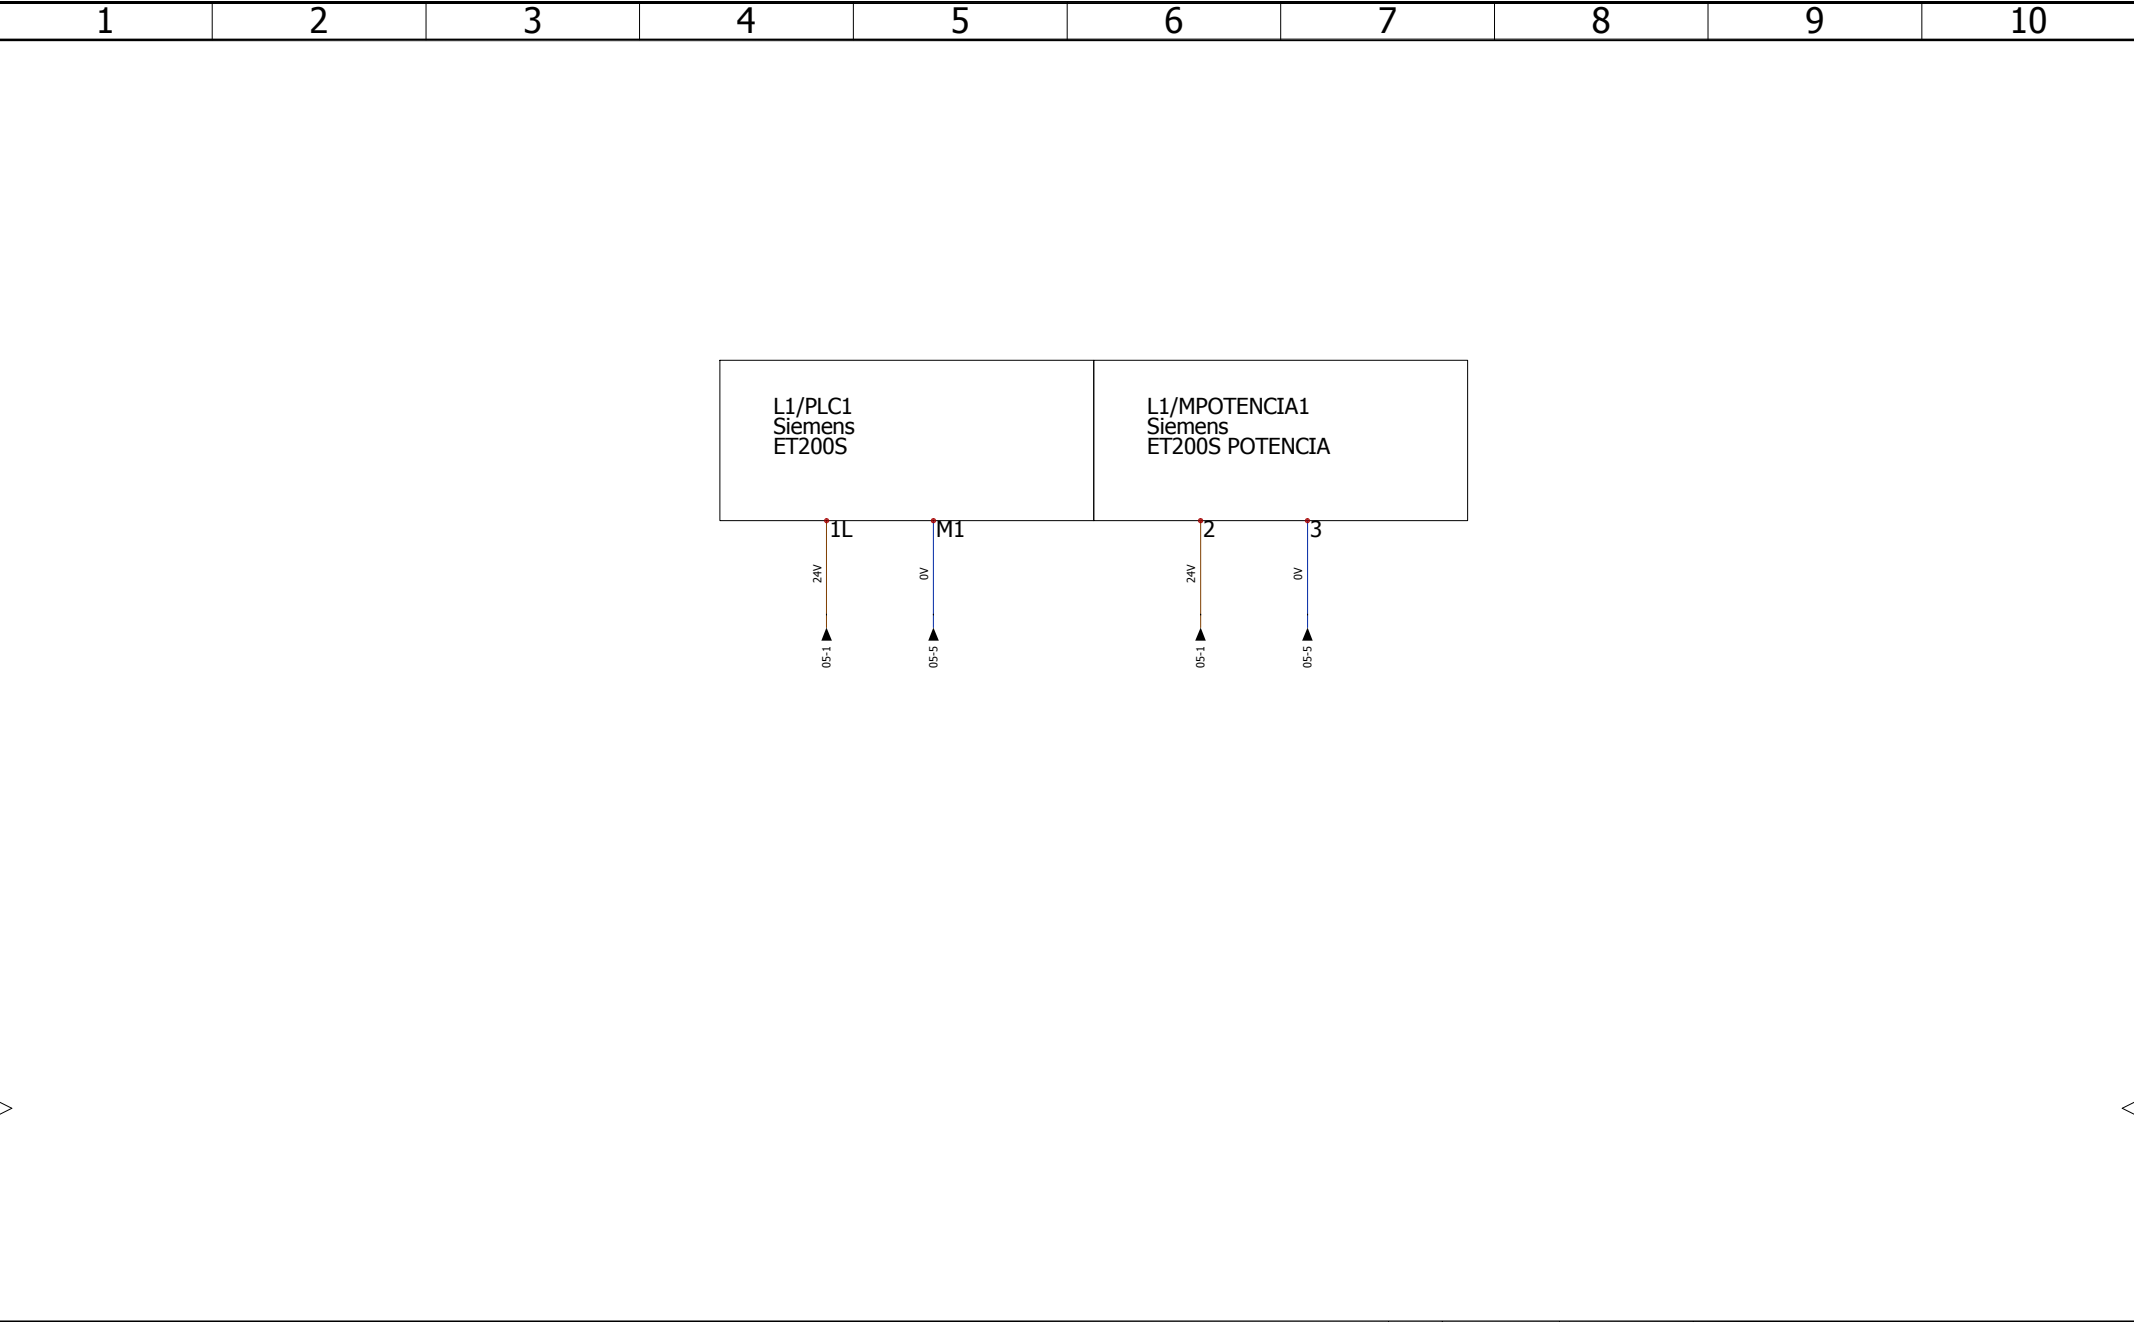 1 2 3 4 5 6 7 8 9 10
L1/PLC1
Siemens
ET200S
L1/MPOTENCIA1
Siemens
ET200S POTENCIA
1L M1 2 3
24V 0V 24V 0V
05-1 05-5 05-1 05-5